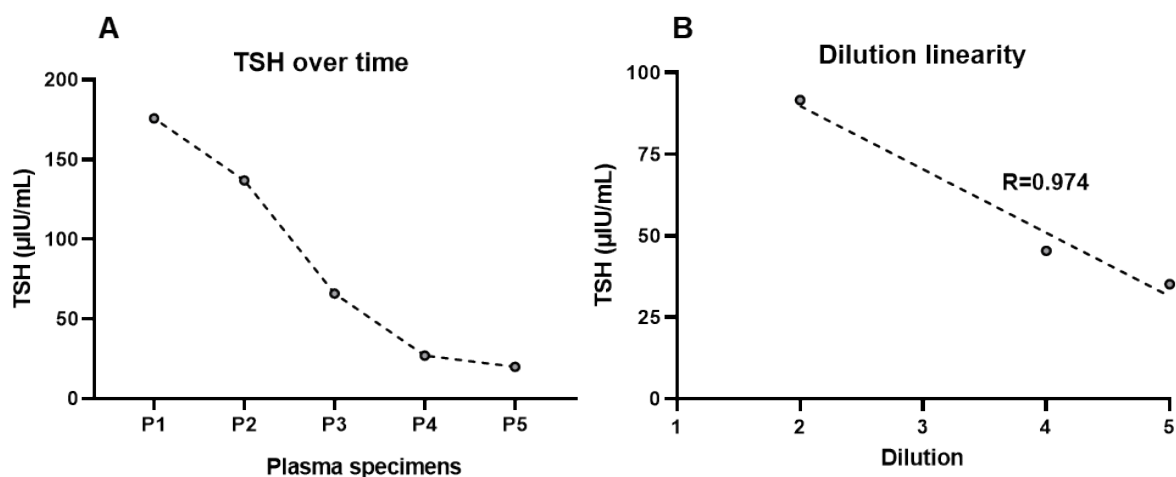 A
TSH over time
200
150
100
50
0
TSH (µIU/mL)
P1 P2 P3 P4 P5
Plasma specimens
B
Dilution linearity
100
75
50
25
0
TSH (µIU/mL)
R=0.974
1 2 3 4 5
Dilution